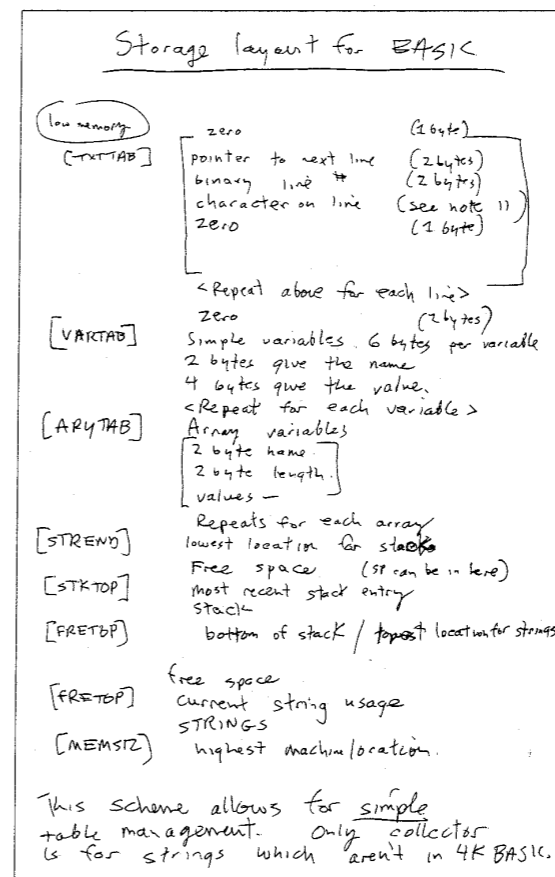 Storage layout for BASIC
low memory
zero (1 byte)
[TXTTAB]
pointer to next line (2 bytes)
binary line # (2 bytes)
character on line (see note 11)
zero (1 byte)
<Repeat above for each line>
zero (2 bytes)
[VARTAB] Simple variables. 6 bytes per variable
2 bytes give the name
4 bytes give the value.
<Repeat for each variable>
[ARYTAB] Array variables
2 byte name.
2 byte length.
values —
Repeats for each array
[STREND] lowest location for stack
Free space (SP can be in here)
[STKTOP] most recent stack entry
stack
[FRETOP] bottom of stack / location for strings
free space
[FRETOP] current string usage
STRINGS
[MEMSIZ] highest machine location.
This scheme allows for simple
table management. Only collector
is for strings which aren't in 4K BASIC.